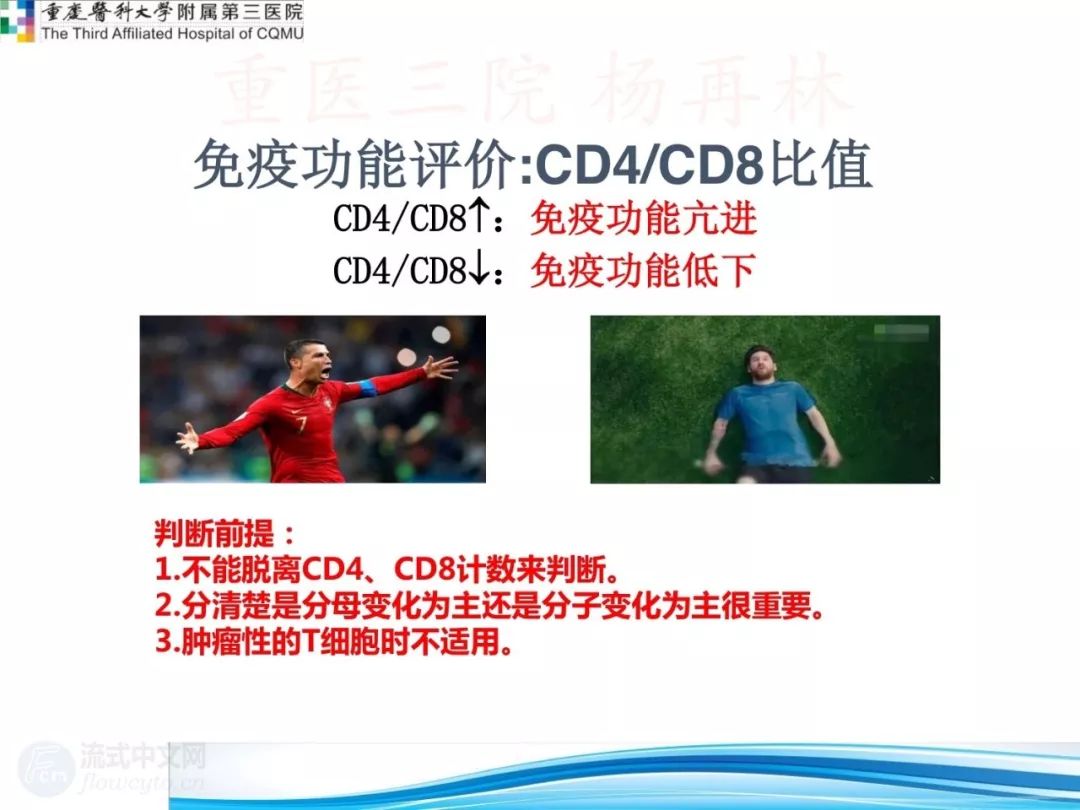 重庆医科大学附属第三医院
The Third Affiliated Hospital of CQMU
重医三院 杨再林
免疫功能评价:CD4/CD8比值
CD4/CD8↑：免疫功能亢进
CD4/CD8↓：免疫功能低下
7
判断前提：
1.不能脱离CD4、CD8计数来判断。
2.分清楚是分母变化为主还是分子变化为主很重要。
3.肿瘤性的T细胞时不适用。
流式中文网
flowcyto.cn